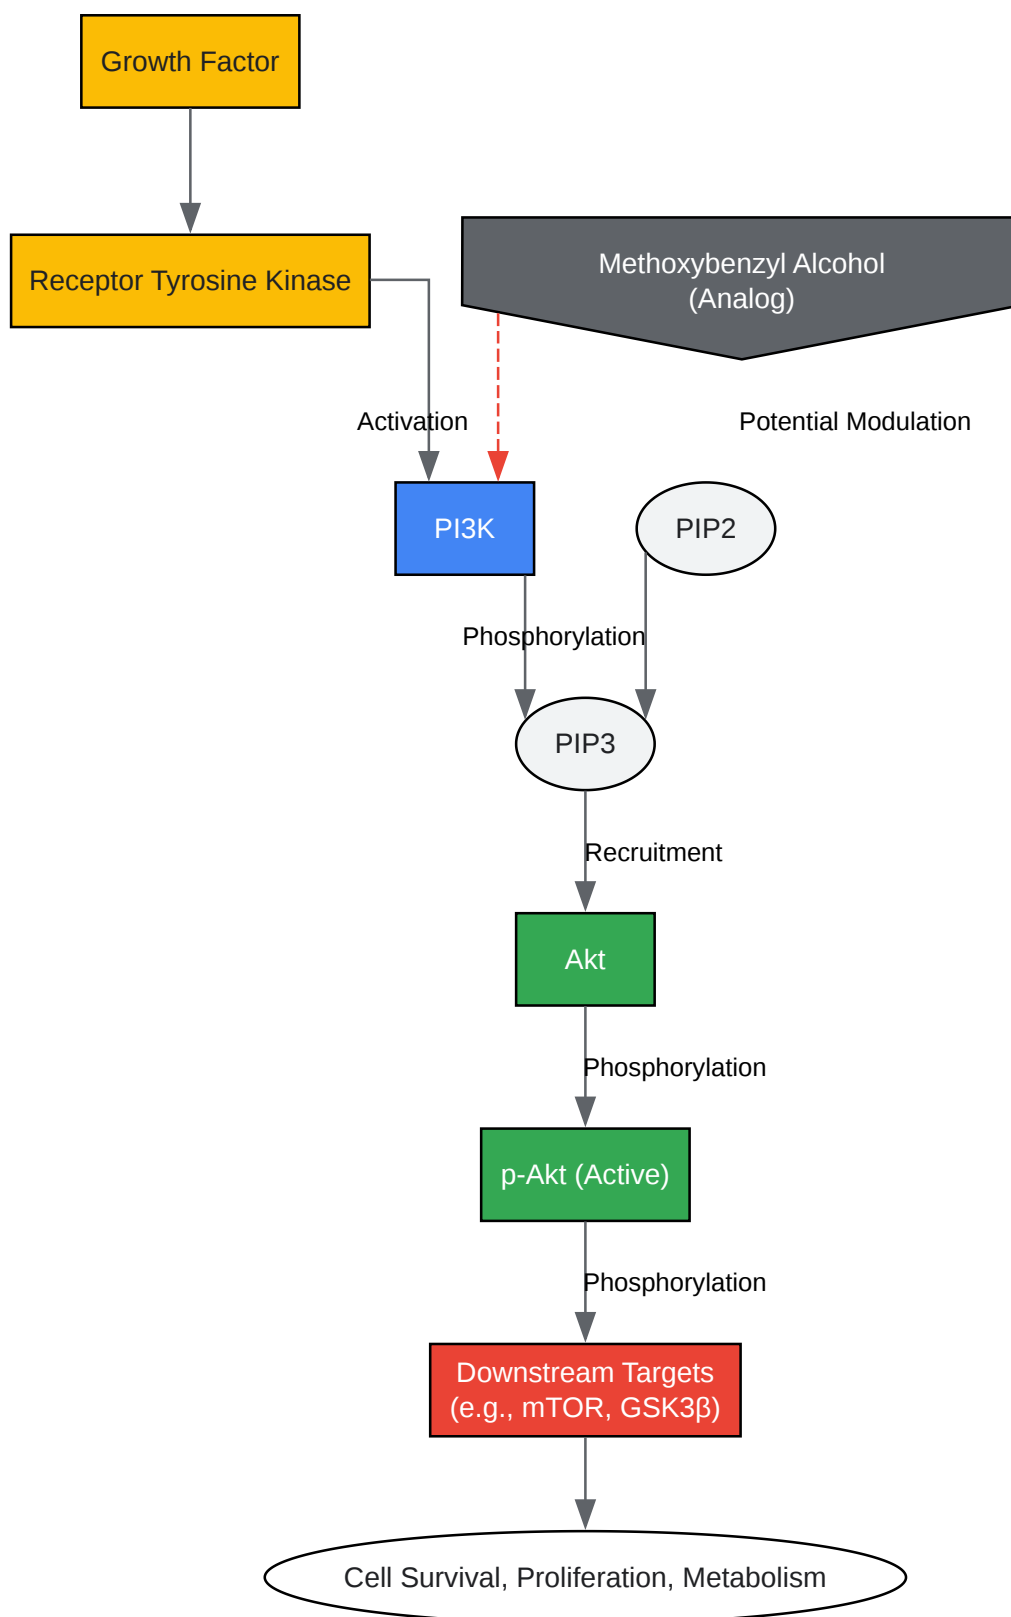 Growth Factor
Receptor Tyrosine Kinase
Methoxybenzyl Alcohol
(Analog)
Activation
Potential Modulation
PI3K
PIP2
Phosphorylation
PIP3
Recruitment
Akt
Phosphorylation
p-Akt (Active)
Phosphorylation
Downstream Targets
(e.g., mTOR, GSK3β)
Cell Survival, Proliferation, Metabolism